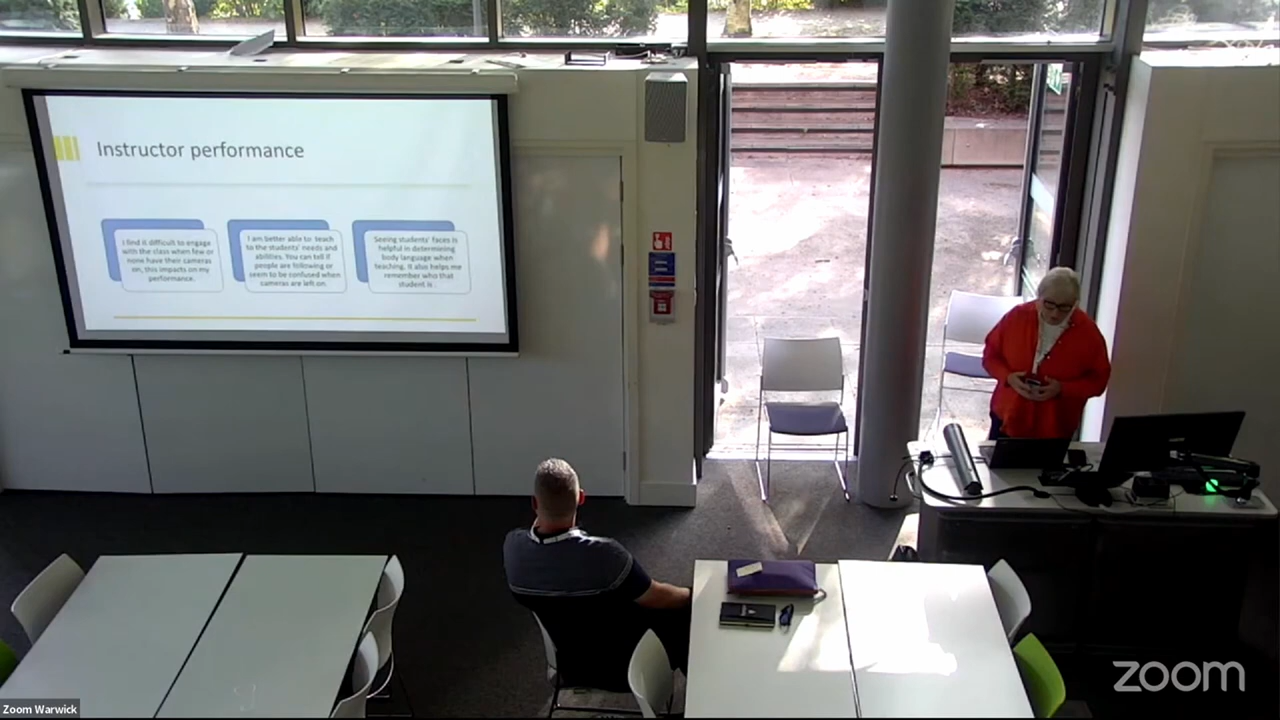 Instructor performance
I find it difficult to engage
with the class when few or
none have their cameras
on, this impacts on my
performance.
I am better able to teach
to the students' needs and
abilities. You can tell if
people are following or
seem to be confused when
cameras are left on.
Seeing students' faces is
helpful in determining
body language when
teaching. It also helps me
remember who that
student is .
Zoom Warwick
zoom